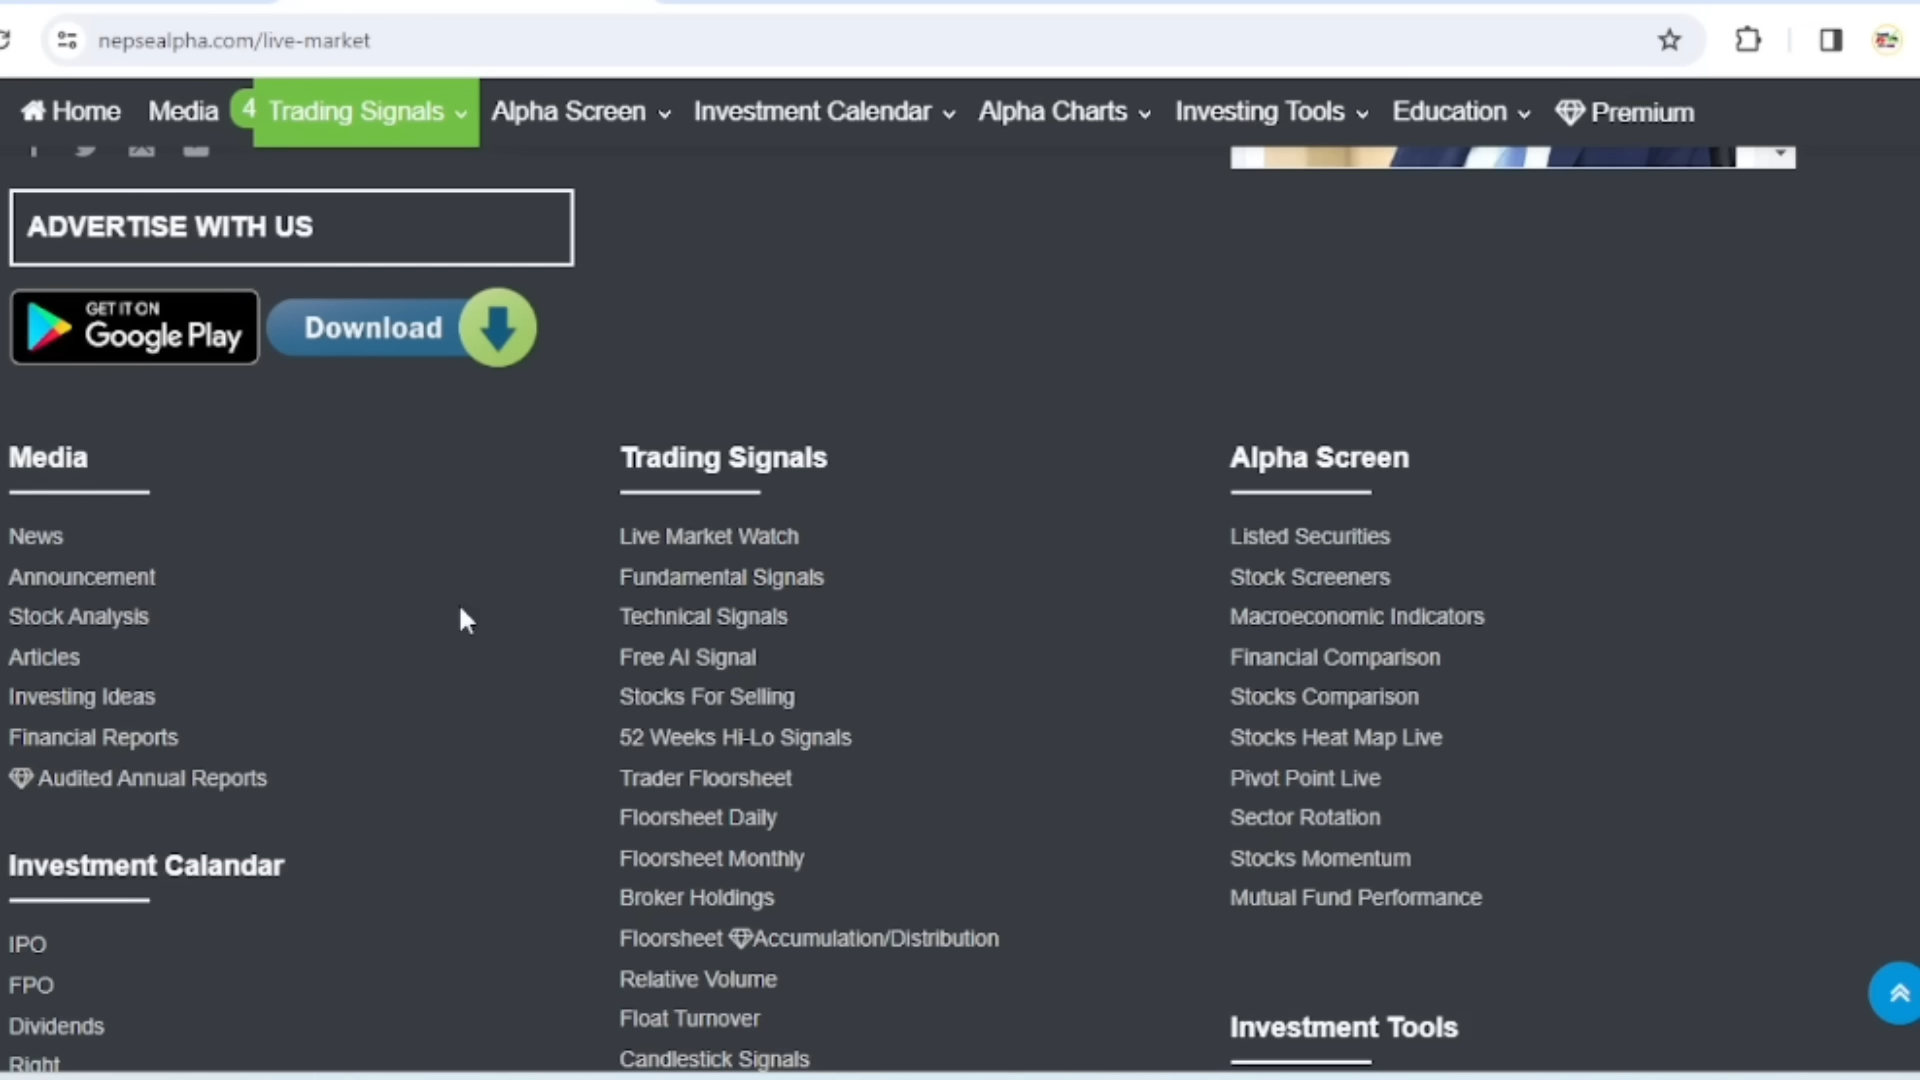 nepsealpha.com/live-market
Home Media 4 Trading Signals Alpha Screen Investment Calendar Alpha Charts Investing Tools Education Premium
ADVERTISE WITH US
GET IT ON
Google Play
Download
Media
News
Announcement
Stock Analysis
Articles
Investing Ideas
Financial Reports
Audited Annual Reports
Investment Calandar
IPO
FPO
Dividends
Right
Trading Signals
Live Market Watch
Fundamental Signals
Technical Signals
Free AI Signal
Stocks For Selling
52 Weeks Hi-Lo Signals
Trader Floorsheet
Floorsheet Daily
Floorsheet Monthly
Broker Holdings
Floorsheet Accumulation/Distribution
Relative Volume
Float Turnover
Candlestick Signals
Alpha Screen
Listed Securities
Stock Screeners
Macroeconomic Indicators
Financial Comparison
Stocks Comparison
Stocks Heat Map Live
Pivot Point Live
Sector Rotation
Stocks Momentum
Mutual Fund Performance
Investment Tools